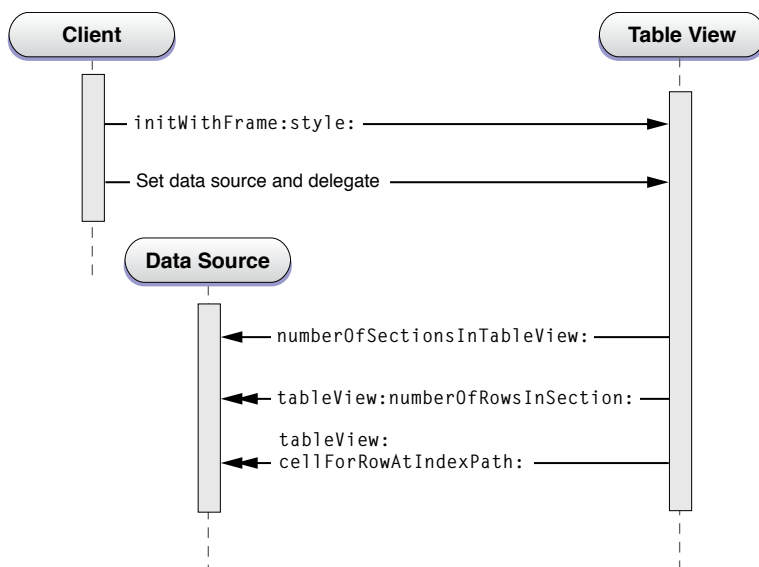 Client
Table View
initWithFrame:style:
Set data source and delegate
Data Source
numberOfSectionsInTableView:
tableView:numberOfRowsInSection:
tableView:
cellForRowAtIndexPath: